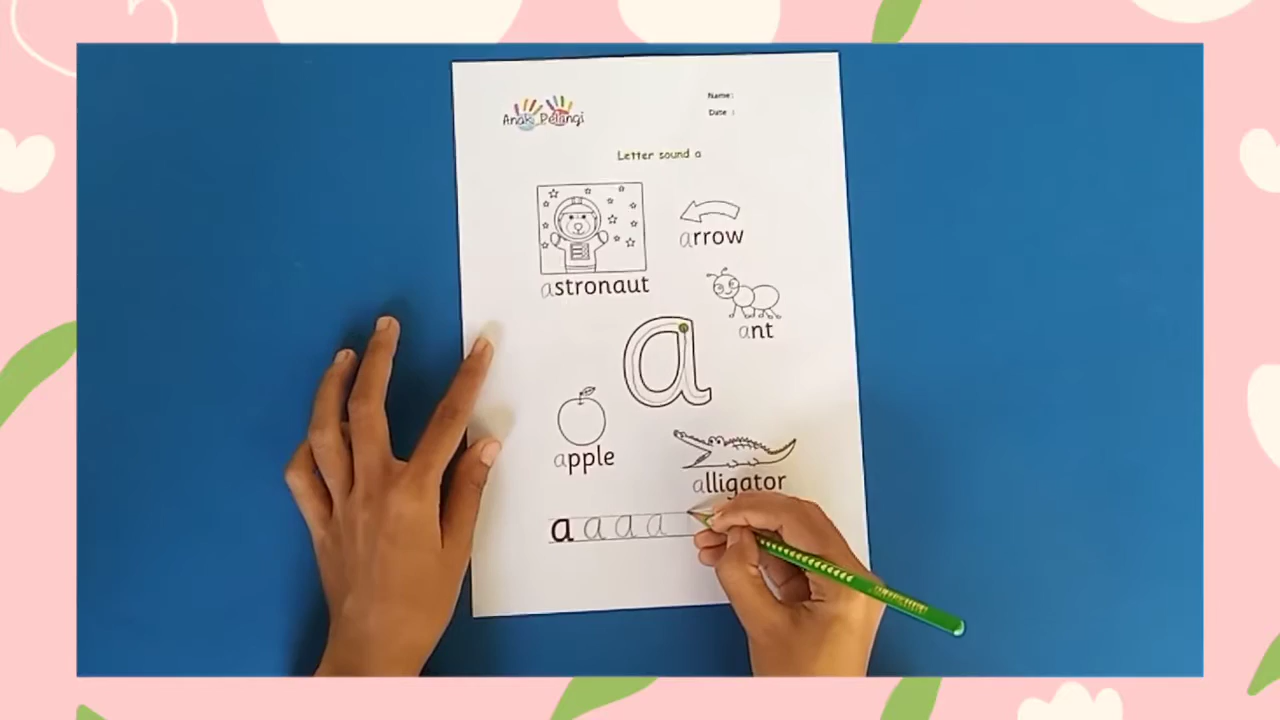 Anak Pelangi
Name:
Date :
Letter sound a
arrow
astronaut
ant
apple
alligator
a a a a